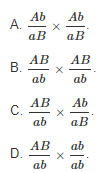 A. Ab/aB × Ab/aB.
B. AB/ab × AB/ab.
C. AB/ab × Ab/aB.
D. AB/ab × ab/ab.